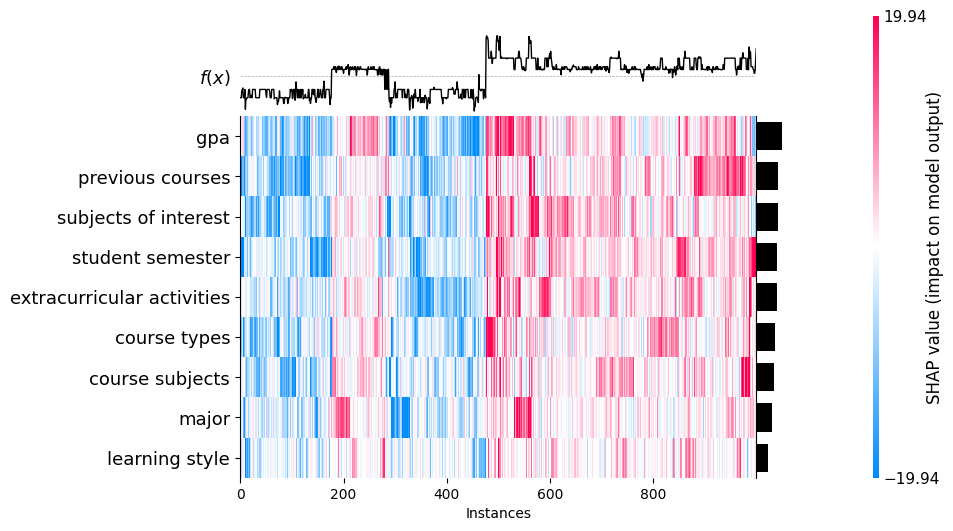 19.94
f(x)
gpa
previous courses
subjects of interest
student semester
extracurricular activities
course types
course subjects
major
learning style
0 200 400 600 800
Instances
SHAP value (impact on model output)
−19.94